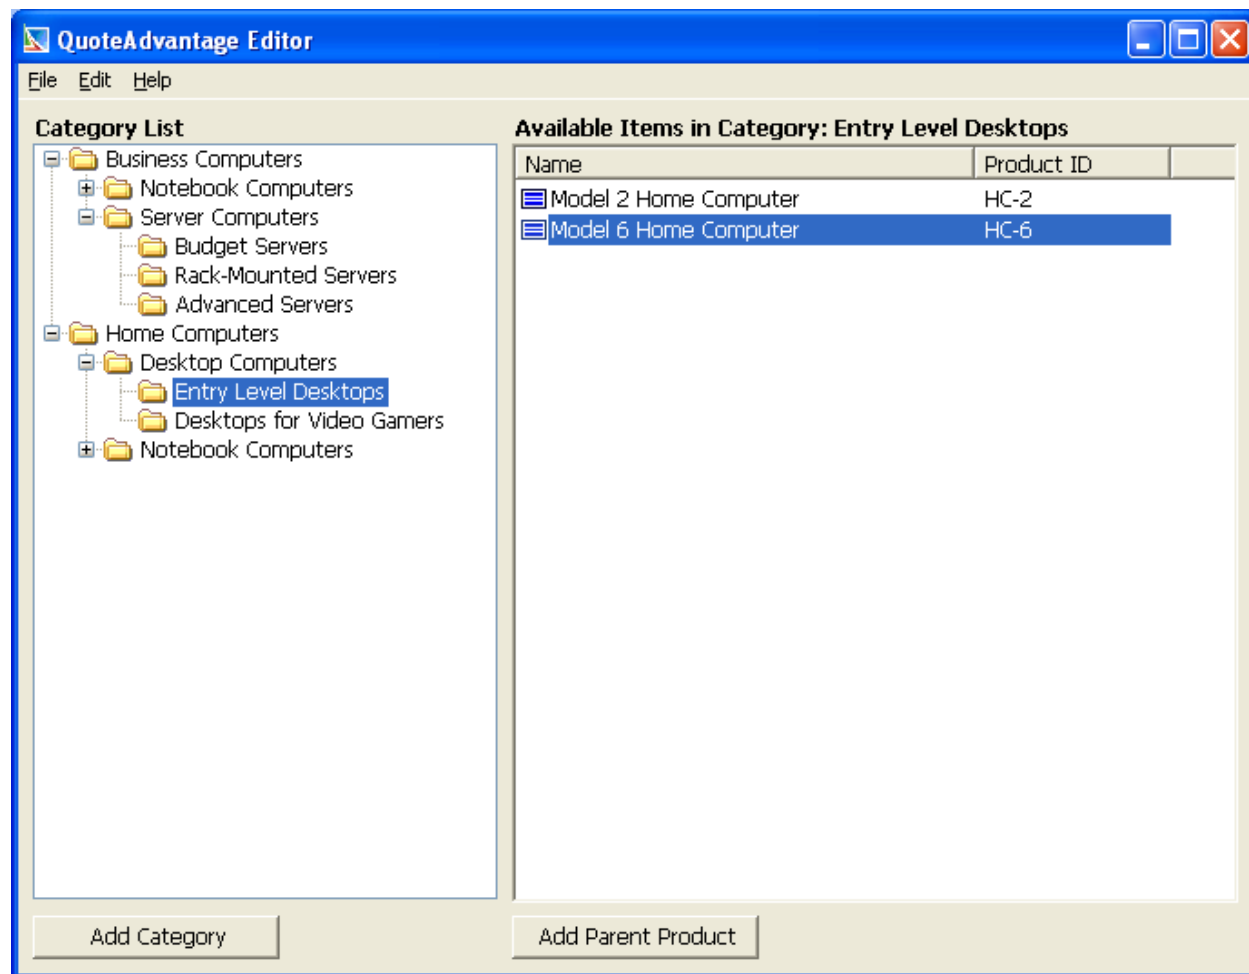 QuoteAdvantage Editor
File Edit Help
Category List
Business Computers
Notebook Computers
Server Computers
Budget Servers
Rack-Mounted Servers
Advanced Servers
Home Computers
Desktop Computers
Entry Level Desktops
Desktops for Video Gamers
Notebook Computers
Add Category
Available Items in Category: Entry Level Desktops
Name Product ID
Model 2 Home Computer HC-2
Model 6 Home Computer HC-6
Add Parent Product